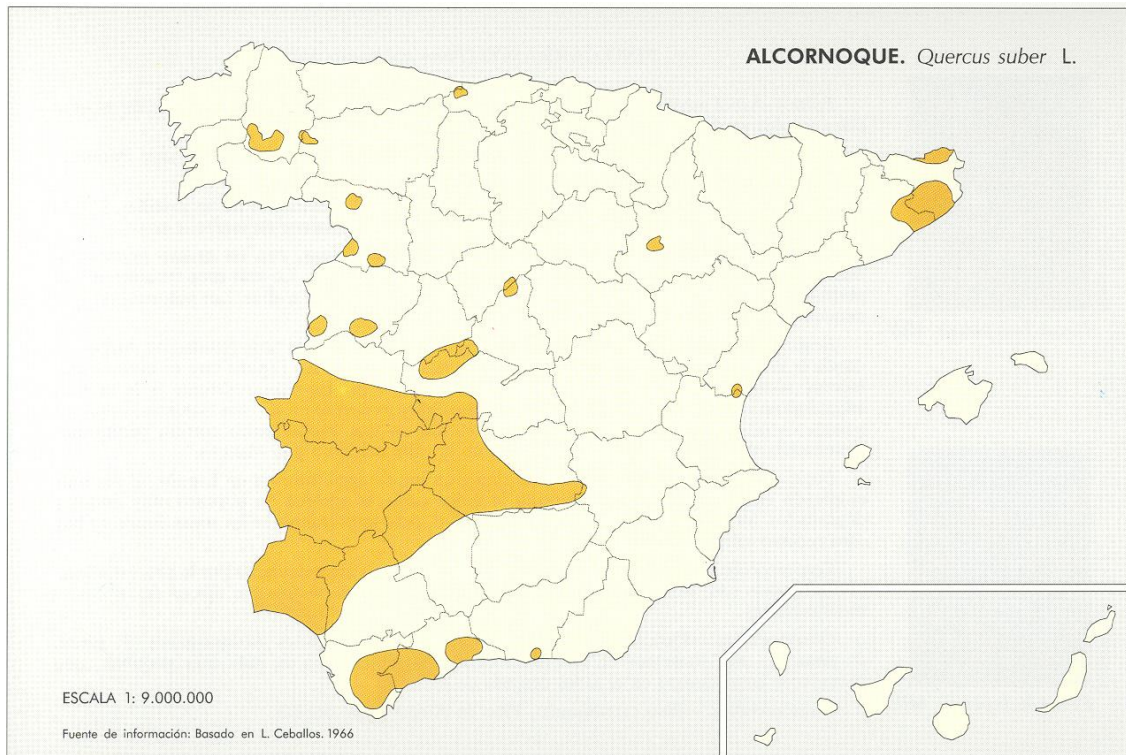 ALCORNOQUE. Quercus suber L.
ESCALA 1: 9.000.000
Fuente de información: Basado en L. Ceballos. 1966